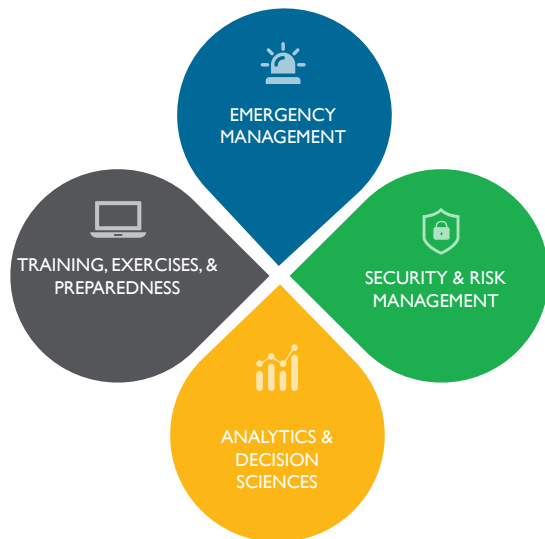 EMERGENCY
MANAGEMENT
TRAINING, EXERCISES, &
PREPAREDNESS
SECURITY & RISK
MANAGEMENT
ANALYTICS &
DECISION
SCIENCES